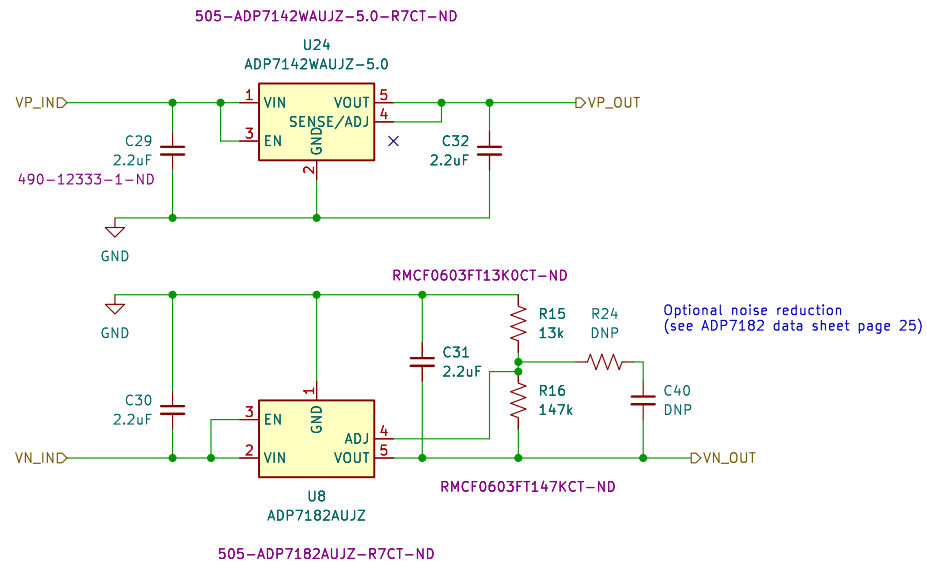 505-ADP7142WAUJZ-5.0-R7CT-ND
U24
ADP7142WAUJZ-5.0
VP_IN
1
VIN
VOUT
5
VP_OUT
SENSE/ADJ
4
3
EN
GND
2
C29
2.2uF
490-12333-1-ND
C32
2.2uF
GND
RMCF0603FT13K0CT-ND
GND
R15
13k
R24
DNP
Optional noise reduction
(see ADP7182 data sheet page 25)
C31
2.2uF
R16
147k
C40
DNP
C30
2.2uF
1
GND
3
EN
ADJ
4
VN_IN
2
VIN
VOUT
5
VN_OUT
RMCF0603FT147KCT-ND
U8
ADP7182AUJZ
505-ADP7182AUJZ-R7CT-ND